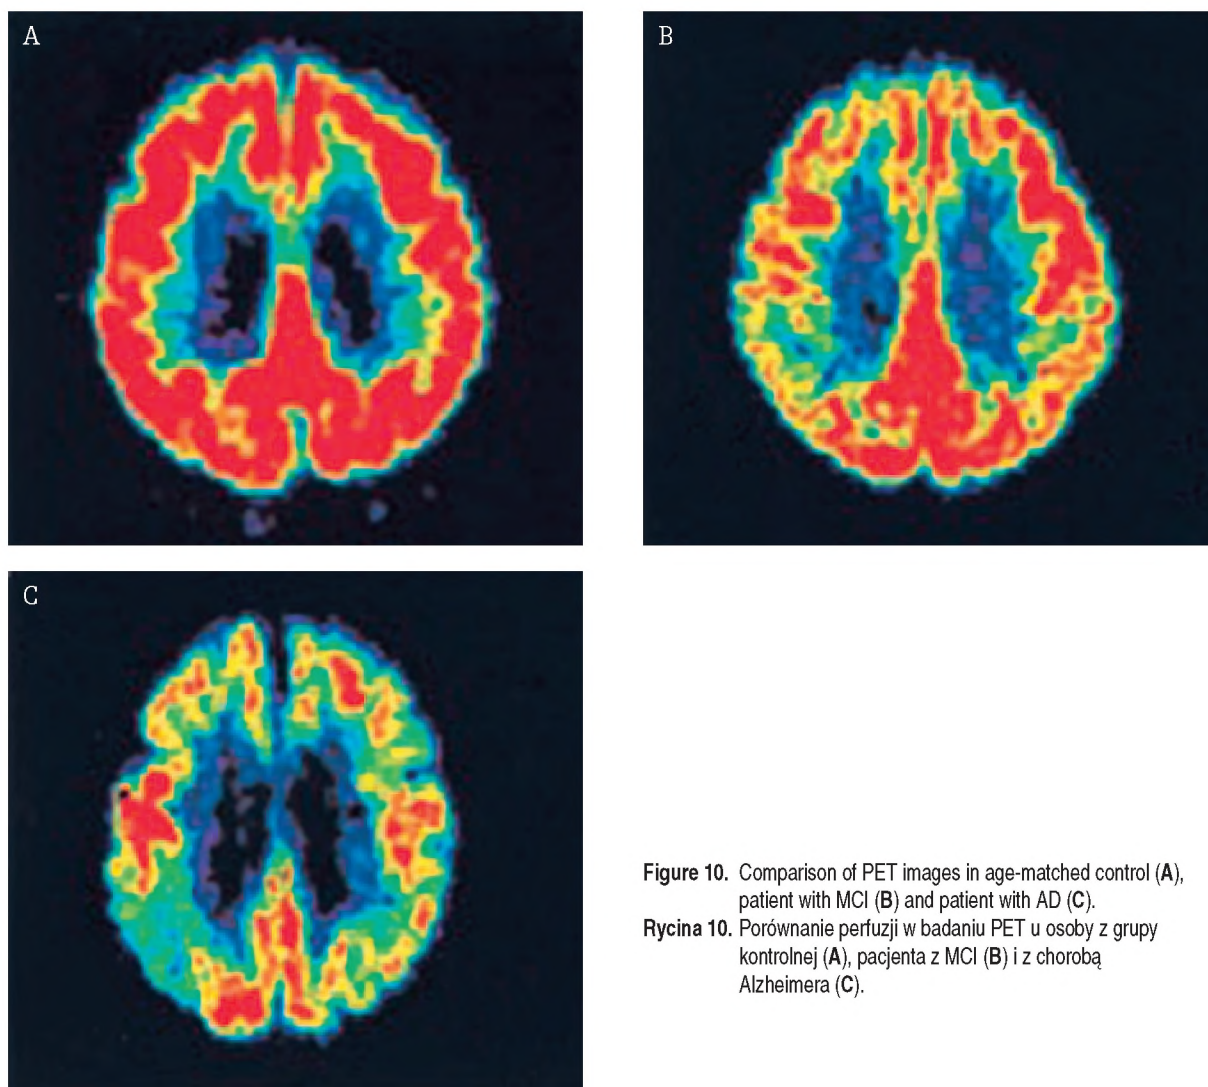 A
B
C
Figure 10. Comparison of PET images in age-matched control (A),
patient with MCI (B) and patient with AD (C).
Rycina 10. Porównanie perfuzji w badaniu PET u osoby z grupy
kontrolnej (A), pacjenta z MCI (B) i z chorobą
Alzheimera (C).